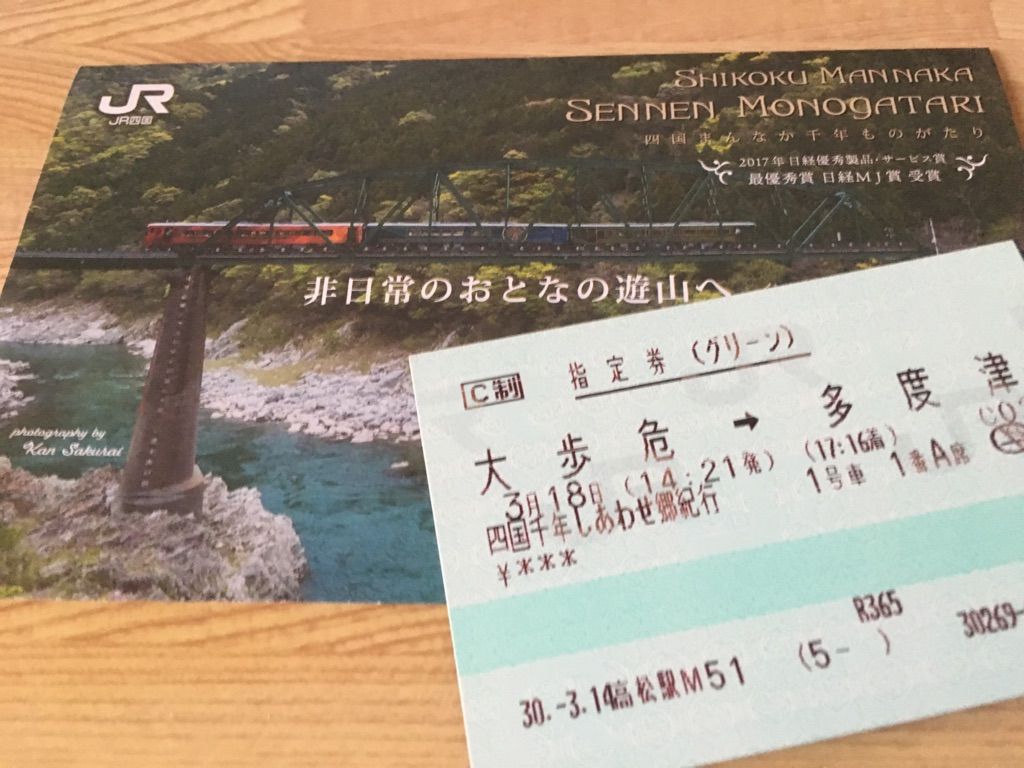 JR
JR四国
SHIKOKU MANNAKA
SENNEN MONOGATARI
四国まんなか千年ものがたり
2017年日経優秀製品・サービス賞
最優秀賞 日経MJ賞 受賞
非日常のおとなの遊山へ
photography by
Kan Sakurai
C制 指定券 (グリーン)
大歩危 → 多度津
3月18日 (14:21発) (17:16着)
1号車 1番A席
四国千年しあわせ郷紀行
¥***
R365
30.-3.14高松駅M51 (5- ) 30269-